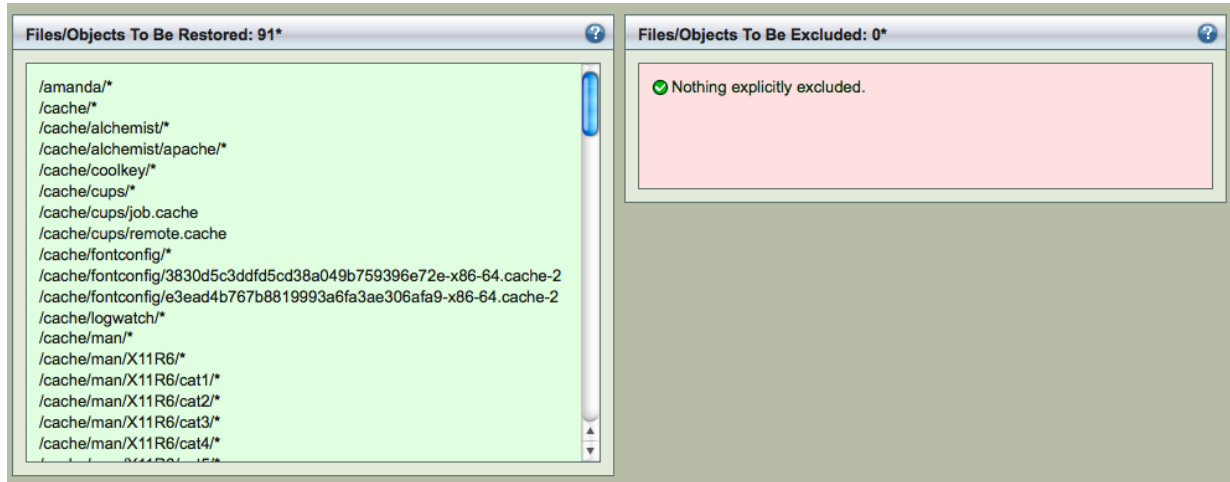 Files/Objects To Be Restored: 91*
/amanda/*
/cache/*
/cache/alchemist/*
/cache/alchemist/apache/*
/cache/coolkey/*
/cache/cups/*
/cache/cups/job.cache
/cache/cups/remote.cache
/cache/fontconfig/*
/cache/fontconfig/3830d5c3ddfd5cd38a049b759396e72e-x86-64.cache-2
/cache/fontconfig/e3ead4b767b8819993a6fa3ae306afa9-x86-64.cache-2
/cache/logwatch/*
/cache/man/*
/cache/man/X11R6/*
/cache/man/X11R6/cat1/*
/cache/man/X11R6/cat2/*
/cache/man/X11R6/cat3/*
/cache/man/X11R6/cat4/*
Files/Objects To Be Excluded: 0*
Nothing explicitly excluded.